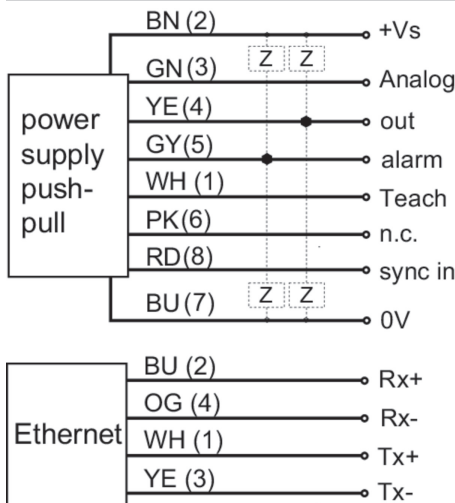 BN (2) +Vs
Z Z
GN (3) Analog
YE (4) out
GY(5) alarm
WH (1) Teach
PK(6) n.c.
RD(8) sync in
Z Z
BU(7) 0V
power
supply
push-
pull
BU (2) Rx+
OG (4) Rx-
WH (1) Tx+
YE (3) Tx-
Ethernet